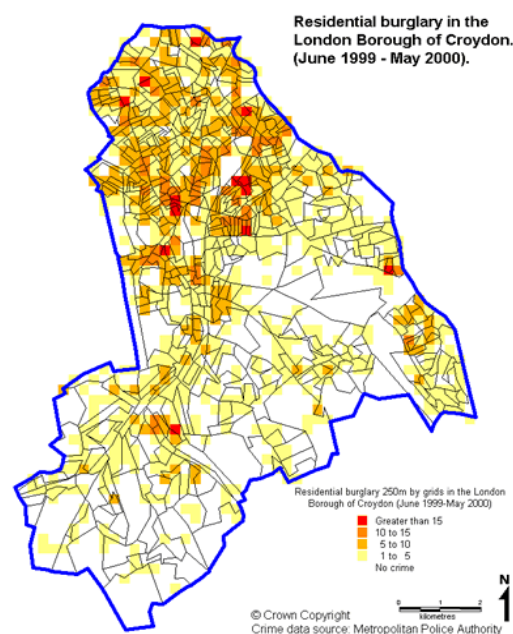 Residential burglary in the
London Borough of Croydon.
(June 1999 - May 2000).
Residential burglary 250m by grids in the London
Borough of Croydon (June 1999-May 2000)
Greater than 15
10 to 15
5 to 10
1 to 5
No crime
N
0 1 2
kilometres
© Crown Copyright
Crime data source: Metropolitan Police Authority